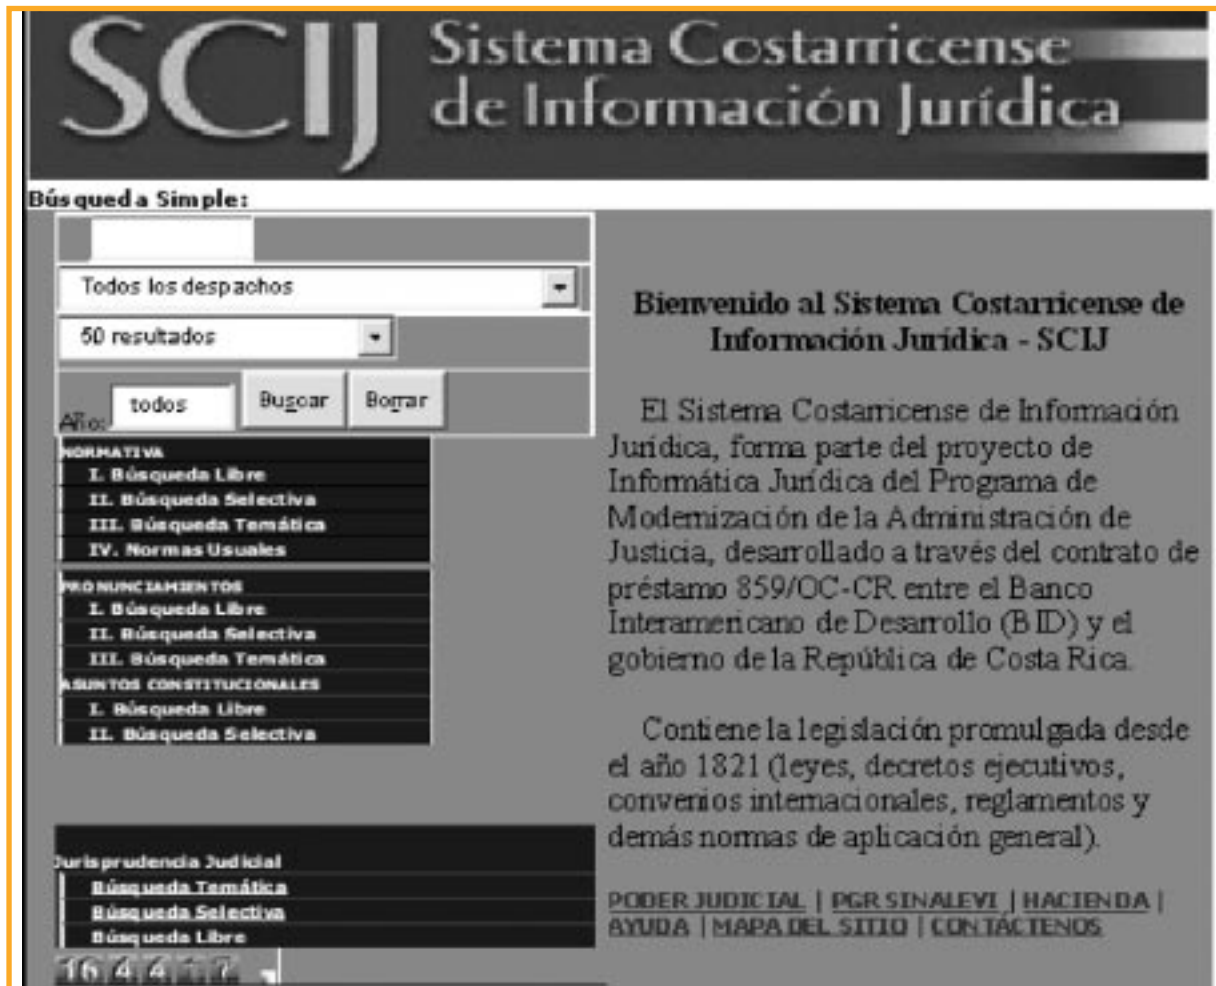 SCIJ
Sistema Costarricense
de Información Jurídica
Búsqueda Simple:
Todos los despachos
50 resultados
Año: todos Buscar Borrar
NORMATIVA
I. Búsqueda Libre
II. Búsqueda Selectiva
III. Búsqueda Temática
IV. Normas Usuales
PRONUNCIAMIENTOS
I. Búsqueda Libre
II. Búsqueda Selectiva
III. Búsqueda Temática
ASUNTOS CONSTITUCIONALES
I. Búsqueda Libre
II. Búsqueda Selectiva
Jurisprudencia Judicial
Búsqueda Temática
Búsqueda Selectiva
Búsqueda Libre
Bienvenido al Sistema Costarricense de
Información Jurídica - SCIJ
El Sistema Costarricense de Información
Jurídica, forma parte del proyecto de
Informática Jurídica del Programa de
Modernización de la Administración de
Justicia, desarrollado a través del contrato de
préstamo 859/OC-CR entre el Banco
Interamericano de Desarrollo (BID) y el
gobierno de la República de Costa Rica.
Contiene la legislación promulgada desde
el año 1821 (leyes, decretos ejecutivos,
convenios internacionales, reglamentos y
demás normas de aplicación general).
PODER JUDICIAL | PGR SINALEVI | HACIENDA |
AYUDA | MAPA DEL SITIO | CONTÁCTENOS